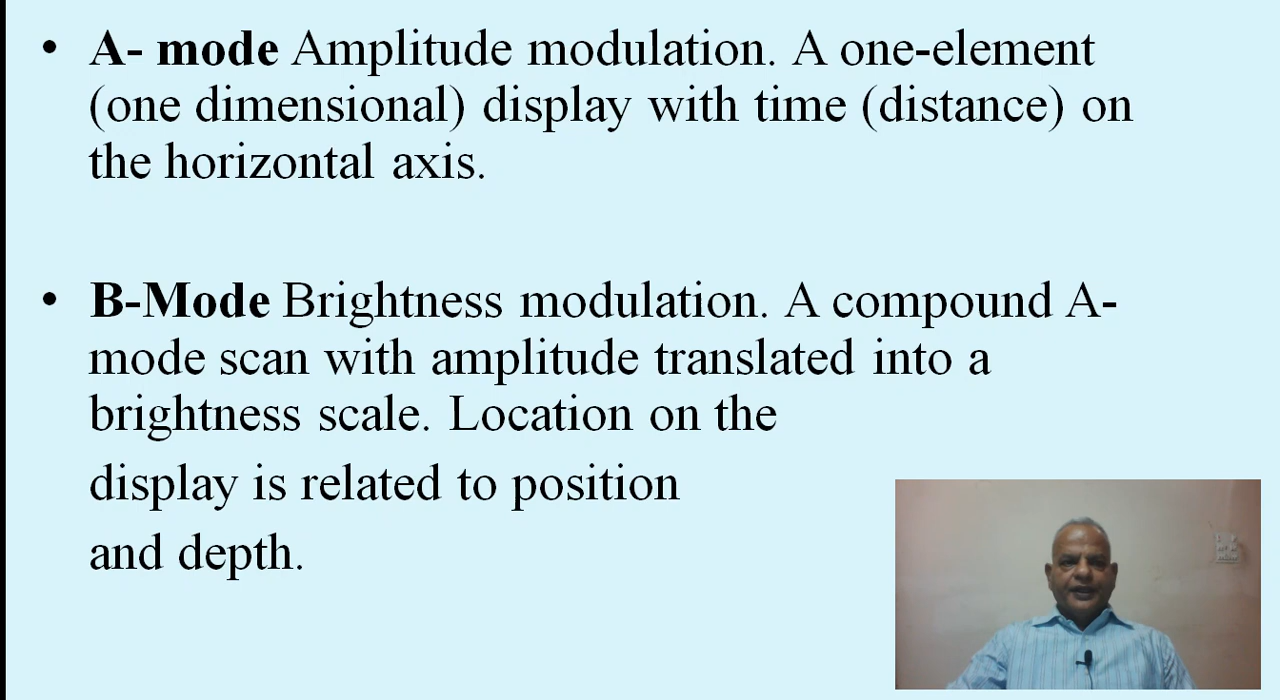 • A- mode Amplitude modulation. A one-element
(one dimensional) display with time (distance) on
the horizontal axis.
• B-Mode Brightness modulation. A compound A-
mode scan with amplitude translated into a
brightness scale. Location on the
display is related to position
and depth.